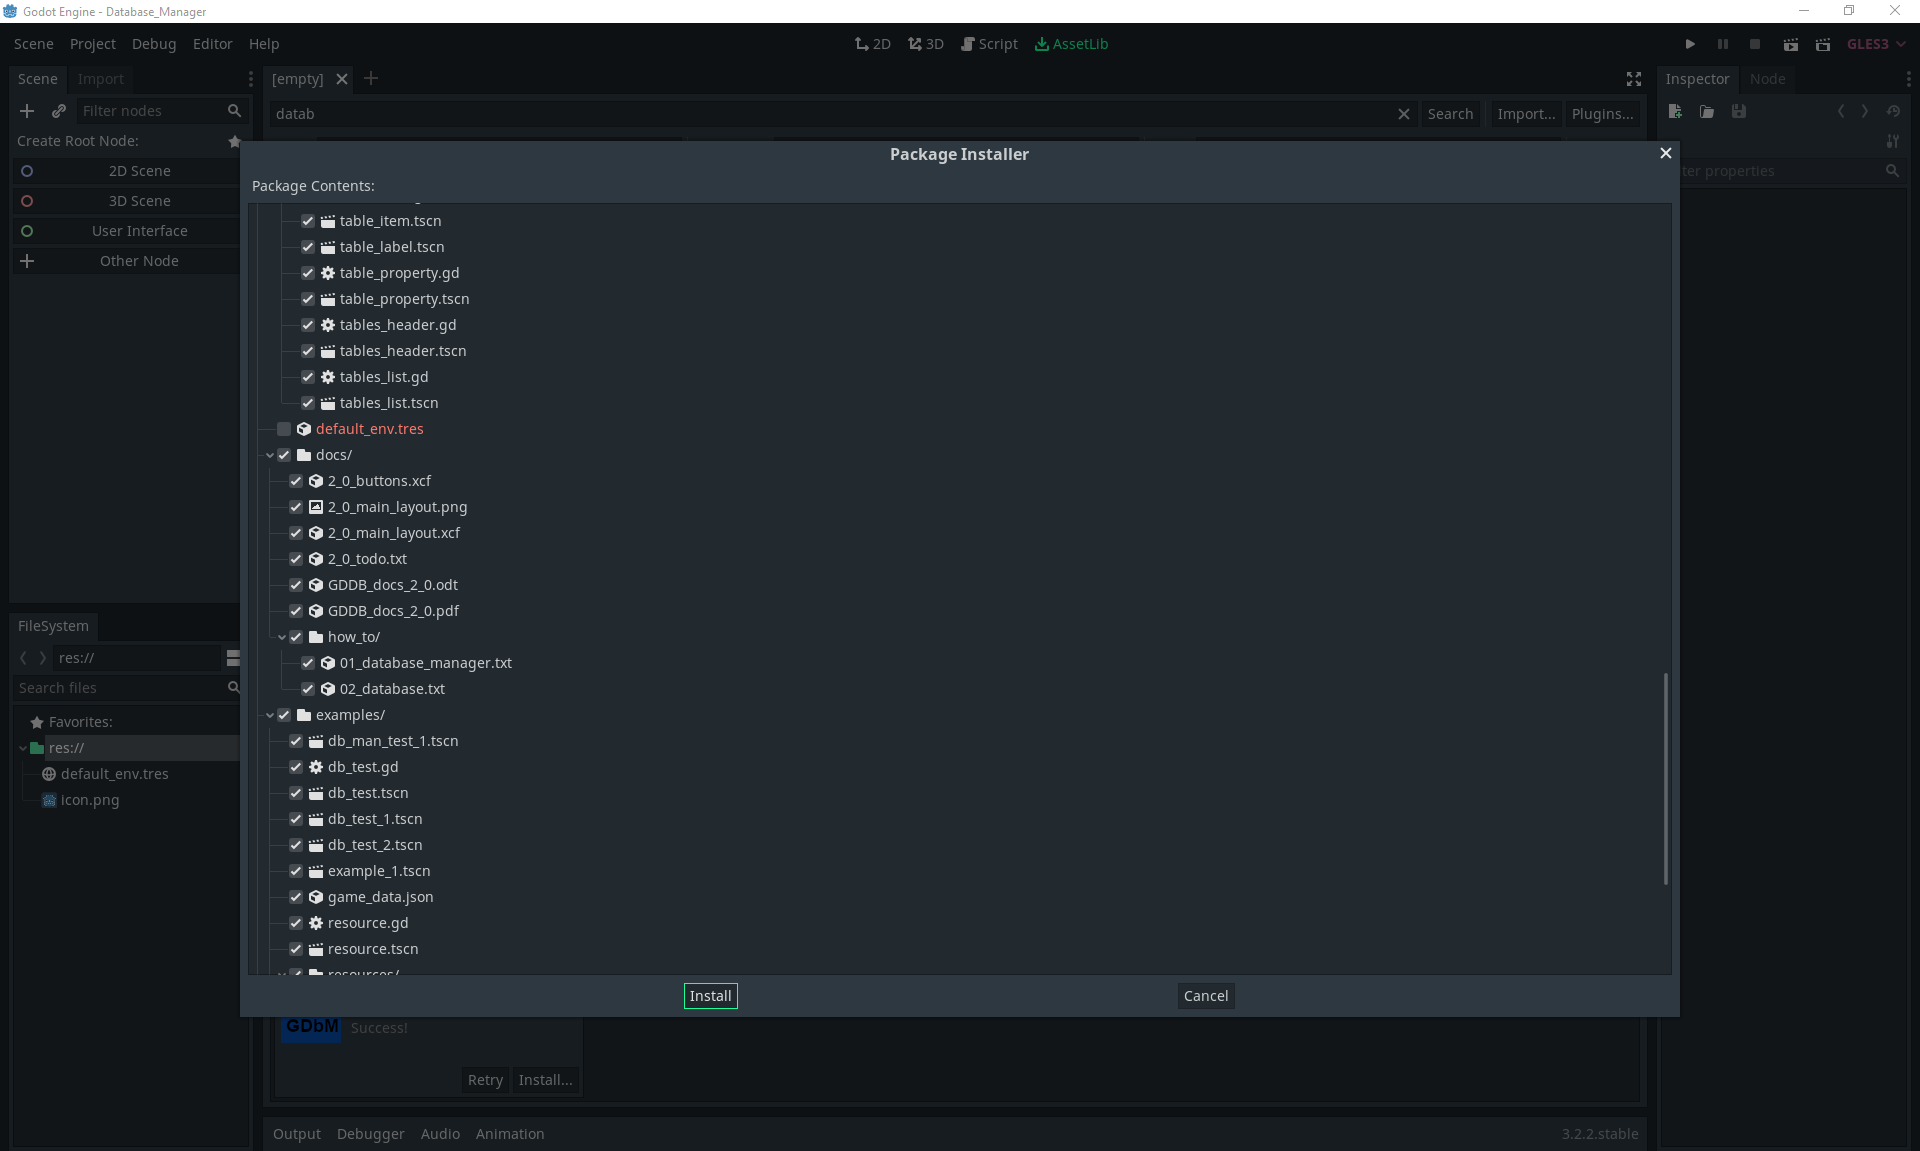 Godot Engine - Database_Manager
Scene Project Debug Editor Help
2D 3D Script AssetLib
GLES3
Scene Import
[empty]
Inspector Node
Filter nodes
datab
Search Import... Plugins...
Create Root Node:
2D Scene
3D Scene
User Interface
Other Node
Package Installer
Package Contents:
ter properties
table_item.tscn
table_label.tscn
table_property.gd
table_property.tscn
tables_header.gd
tables_header.tscn
tables_list.gd
tables_list.tscn
default_env.tres
docs/
2_0_buttons.xcf
2_0_main_layout.png
2_0_main_layout.xcf
2_0_todo.txt
GDDB_docs_2_0.odt
GDDB_docs_2_0.pdf
how_to/
01_database_manager.txt
02_database.txt
examples/
db_man_test_1.tscn
db_test.gd
db_test.tscn
db_test_1.tscn
db_test_2.tscn
example_1.tscn
game_data.json
resource.gd
resource.tscn
resources/
Install Cancel
FileSystem
res://
Search files
Favorites:
res://
default_env.tres
icon.png
GDbM Success!
Retry Install...
Output Debugger Audio Animation
3.2.2.stable